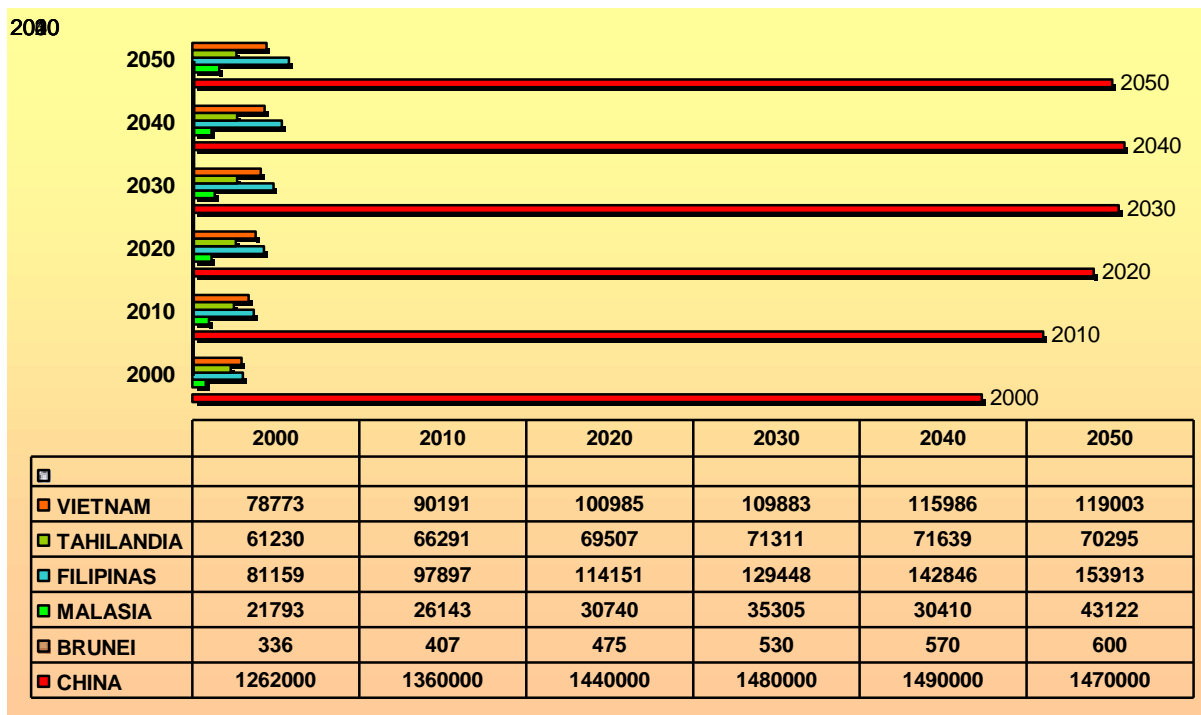 2050
2050
2040
2040
2030
2030
2020
2020
2010
2010
2000
2000
2000 2010 2020 2030 2040 2050
VIETNAM 78773 90191 100985 109883 115986 119003
TAHILANDIA 61230 66291 69507 71311 71639 70295
FILIPINAS 81159 97897 114151 129448 142846 153913
MALASIA 21793 26143 30740 35305 30410 43122
BRUNEI 336 407 475 530 570 600
CHINA 1262000 1360000 1440000 1480000 1490000 1470000